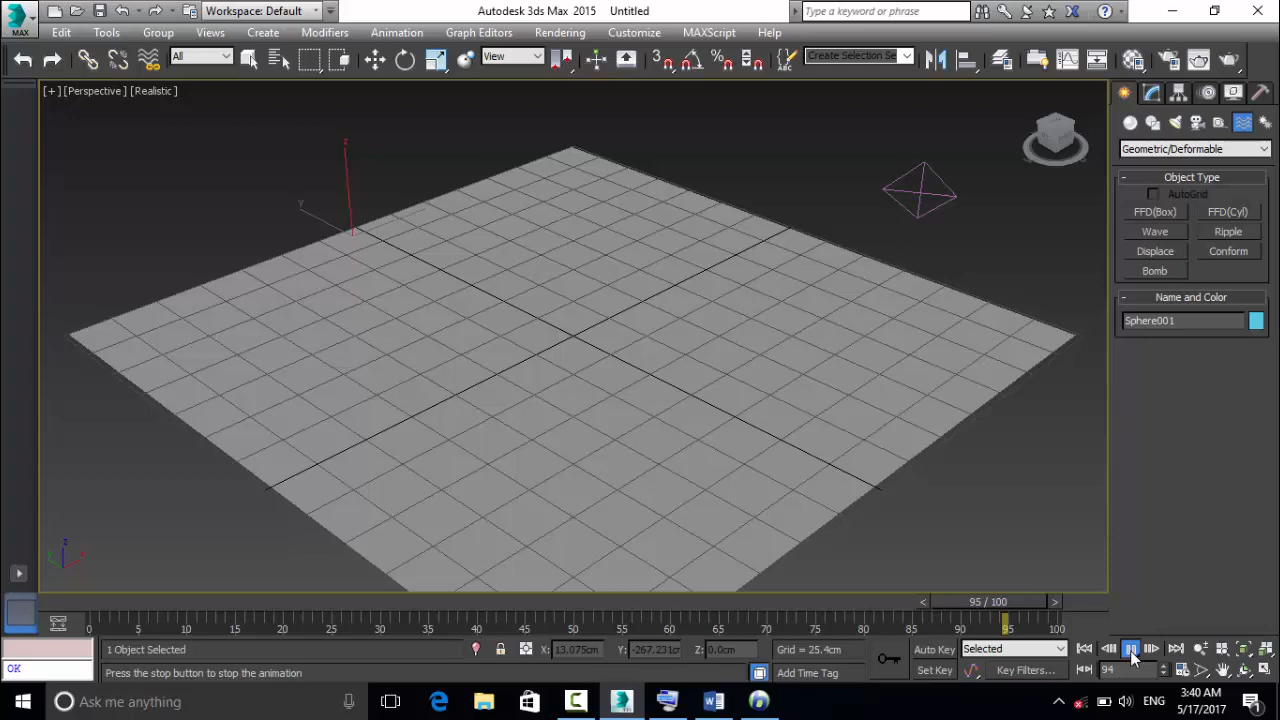 MAX
Workspace: Default
Autodesk 3ds Max 2015 Untitled
Type a keyword or phrase
Edit Tools Group Views Create Modifiers Animation Graph Editors Rendering Customize MAXScript Help
All
View
3
Create Selection Se
[+] [Perspective] [Realistic]
Geometric/Deformable
Object Type
AutoGrid
FFD(Box) FFD(Cyl)
Wave Ripple
Displace Conform
Bomb
Name and Color
Sphere001
z
Y
z
95 / 100
0 5 10 15 20 25 30 35 40 45 50 55 60 65 70 75 80 85 90 95 100
1 Object Selected X: 13.075cm Y: -267.231cm Z: 0.0cm Grid = 25.4cm Auto Key Selected
OK Press the stop button to stop the animation Add Time Tag Set Key Key Filters... 94
Ask me anything
ENG
3:40 AM
5/17/2017